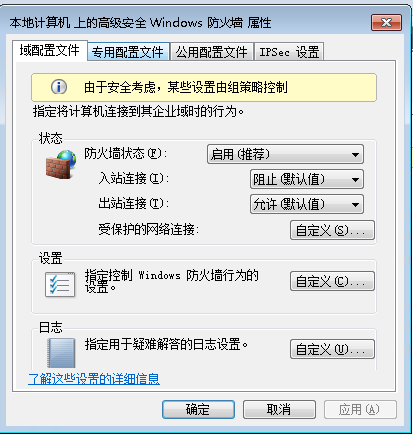 本地计算机 上的高级安全 Windows 防火墙 属性
域配置文件 专用配置文件 公用配置文件 IPSec 设置
由于安全考虑，某些设置由组策略控制
指定将计算机连接到其企业域时的行为。
状态
防火墙状态(F): 启用(推荐)
入站连接(I): 阻止(默认值)
出站连接(T): 允许(默认值)
受保护的网络连接: 自定义(S)...
设置
指定控制 Windows 防火墙行为的
设置。
自定义(C)...
日志
指定用于疑难解答的日志设置。
自定义(U)...
了解这些设置的详细信息
确定 取消 应用(A)